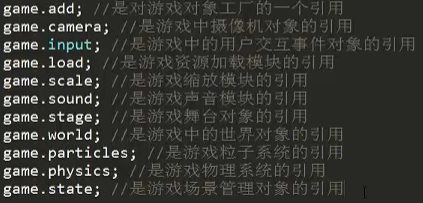 game.add; //是对游戏对象工厂的一个引用
game.camera; //是游戏中摄像机对象的引用
game.input; //是游戏中的用户交互事件对象的引用
game.load; //是游戏资源加载模块的引用
game.scale; //是游戏缩放模块的引用
game.sound; //是游戏声音模块的引用
game.stage; //是游戏舞台对象的引用
game.world; //是游戏中的世界对象的引用
game.particles; //是游戏粒子系统的引用
game.physics; //是游戏物理系统的引用
game.state; //是游戏场景管理对象的引用